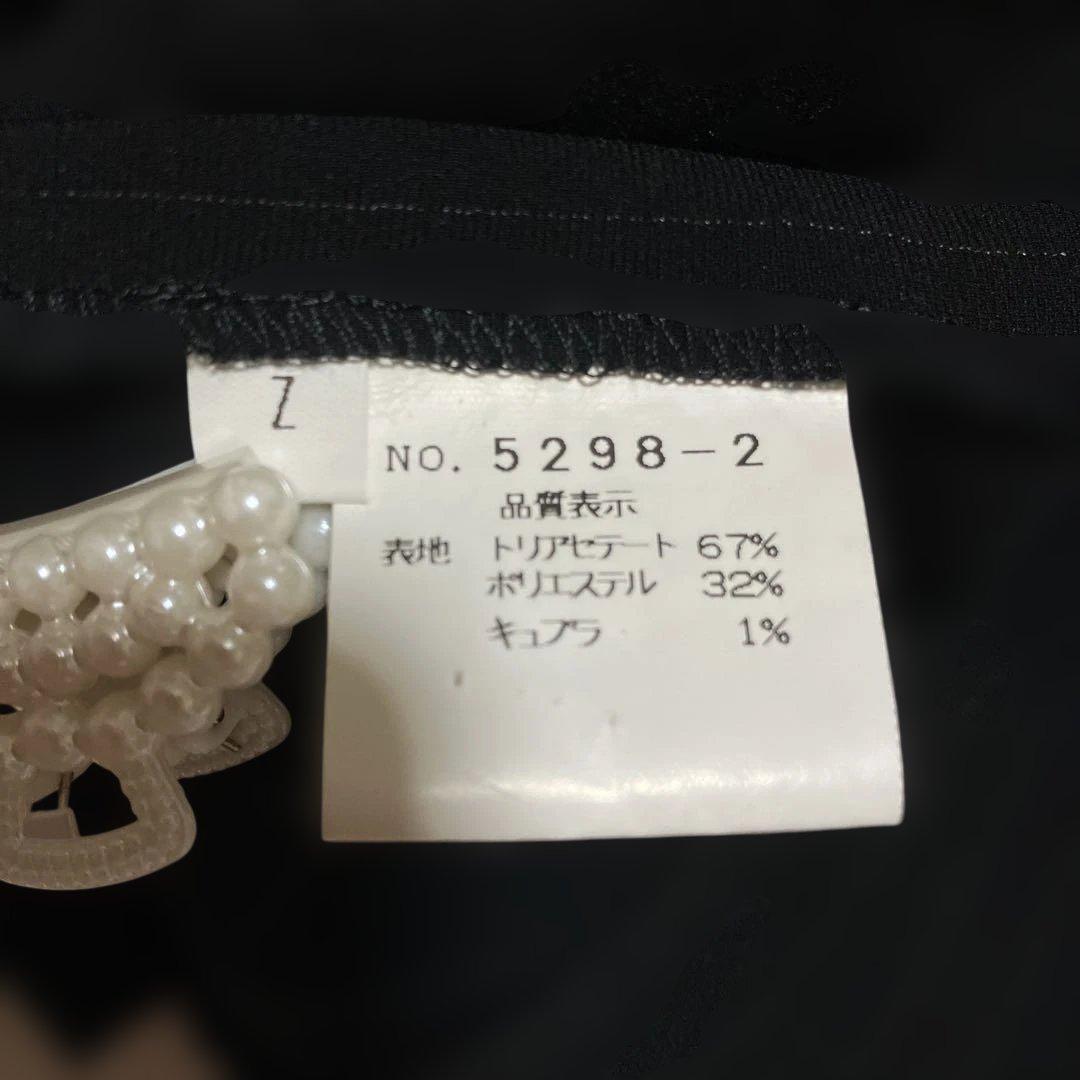 Z
NO. 5298-2
品質表示
表地 トリアセテート 67%
ポリエステル 32%
キュプラ 1%